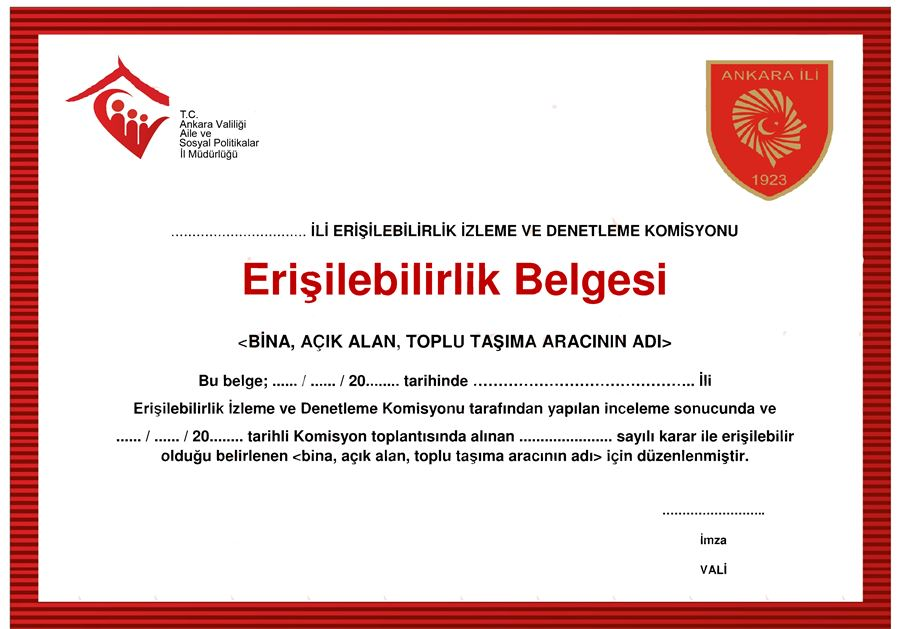 T.C.
Ankara Valiliği
Aile ve
Sosyal Politikalar
İl Müdürlüğü
ANKARA İLİ
1923
................................ İLİ ERİŞİLEBİLİRLİK İZLEME VE DENETLEME KOMİSYONU
Erişilebilirlik Belgesi
<BİNA, AÇIK ALAN, TOPLU TAŞIMA ARACININ ADI>
Bu belge; ...... / ...... / 20........ tarihinde ........................................... İli
Erişilebilirlik İzleme ve Denetleme Komisyonu tarafından yapılan inceleme sonucunda ve
...... / ...... / 20........ tarihli Komisyon toplantısında alınan ...................... sayılı karar ile erişilebilir
olduğu belirlenen <bina, açık alan, toplu taşıma aracının adı> için düzenlenmiştir.
..........................
İmza
VALİ